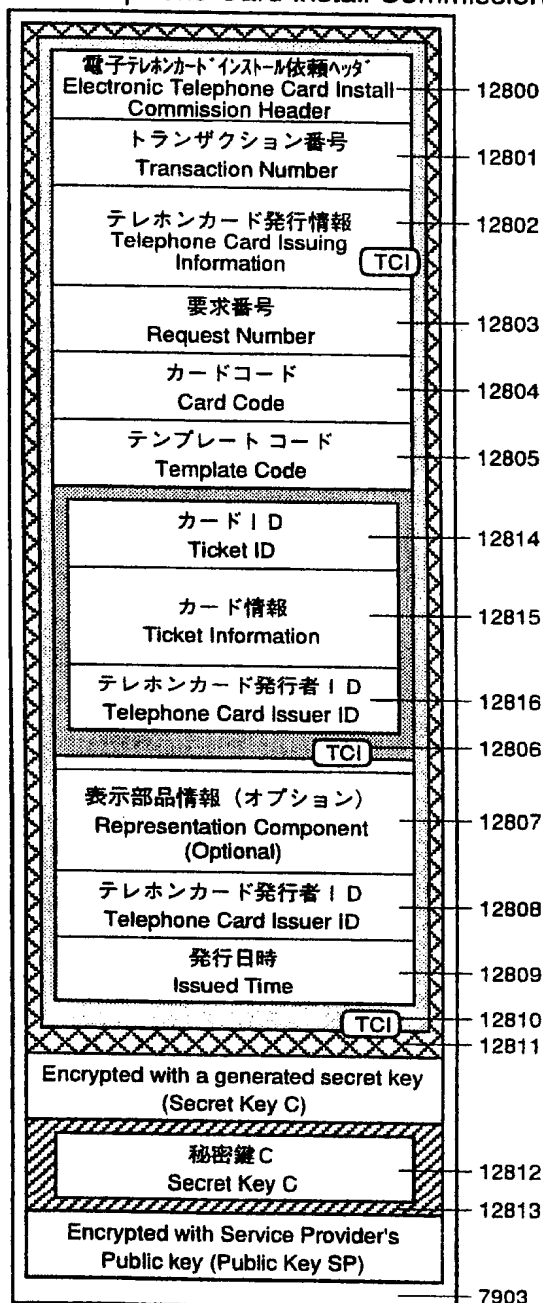 Card Install Commission
電子テレホンカード インストール依頼ヘッダ
Electronic Telephone Card Install
Commission Header
12800
トランザクション番号
Transaction Number
12801
テレホンカード発行情報
Telephone Card Issuing
Information
TCI
12802
要求番号
Request Number
12803
カードコード
Card Code
12804
テンプレート コード
Template Code
12805
カードID
Ticket ID
12814
カード情報
Ticket Information
12815
テレホンカード発行者ID
Telephone Card Issuer ID
12816
TCI
12806
表示部品情報(オプション)
Representation Component
(Optional)
12807
テレホンカード発行者ID
Telephone Card Issuer ID
12808
発行日時
Issued Time
12809
TCI
12810
12811
Encrypted with a generated secret key
(Secret Key C)
秘密鍵C
Secret Key C
12812
12813
Encrypted with Service Provider's
Public key (Public Key SP)
7903